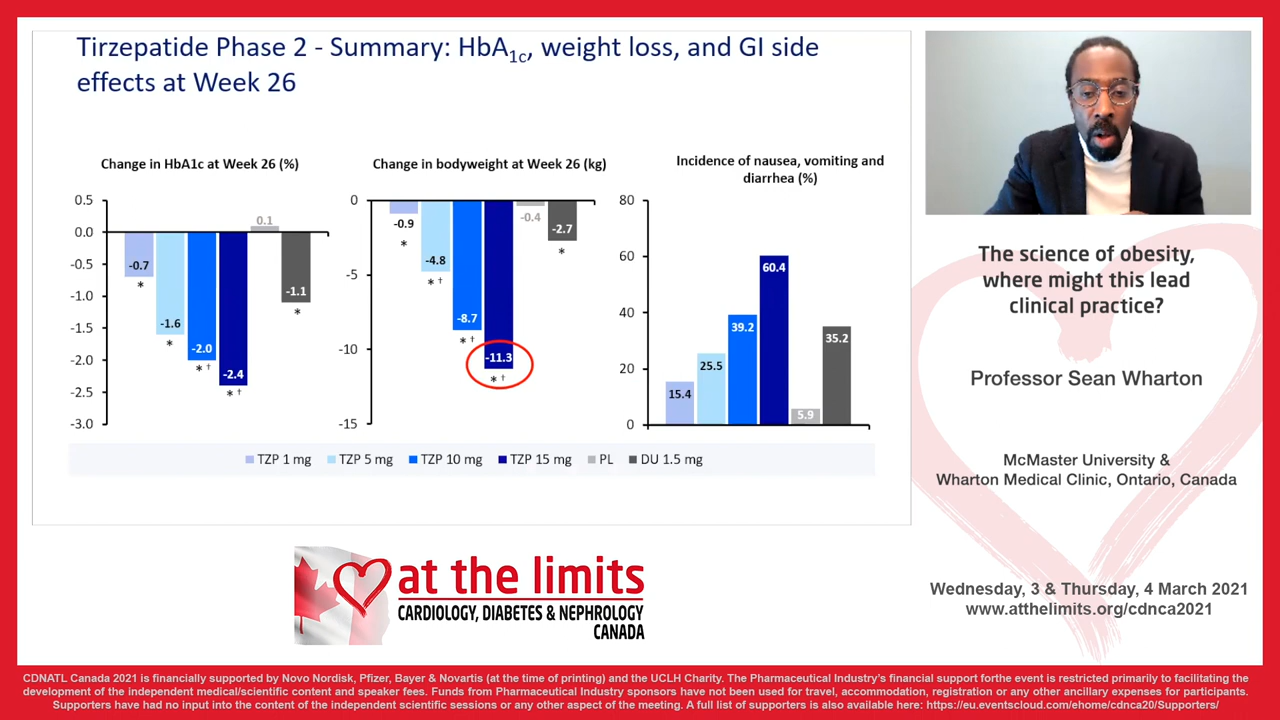 Tirzepatide Phase 2 - Summary: HbA1c, weight loss, and GI side
effects at Week 26
Change in HbA1c at Week 26 (%)
0.5
0.0
-0.5
-1.0
-1.5
-2.0
-2.5
-3.0
-0.7
*
-1.6
*
-2.0
* †
-2.4
* †
0.1
-1.1
*
Change in bodyweight at Week 26 (kg)
0
-5
-10
-15
-0.9
*
-4.8
* †
-8.7
* †
-11.3
* †
-0.4
-2.7
*
Incidence of nausea, vomiting and
diarrhea (%)
80
60
40
20
0
15.4
25.5
39.2
60.4
5.9
35.2
TZP 1 mg TZP 5 mg TZP 10 mg TZP 15 mg PL DU 1.5 mg
The science of obesity,
where might this lead
clinical practice?
Professor Sean Wharton
McMaster University &
Wharton Medical Clinic, Ontario, Canada
Wednesday, 3 & Thursday, 4 March 2021
www.atthelimits.org/cdnca2021
at the limits
CARDIOLOGY, DIABETES & NEPHROLOGY
CANADA
CDNATL Canada 2021 is financially supported by Novo Nordisk, Pfizer, Bayer & Novartis (at the time of printing) and the UCLH Charity. The Pharmaceutical Industry's financial support forthe event is restricted primarily to facilitating the
development of the independent medical/scientific content and speaker fees. Funds from Pharmaceutical Industry sponsors have not been used for travel, accommodation, registration or any other ancillary expenses for participants.
Supporters have had no input into the content of the independent scientific sessions or any other aspect of the meeting. A full list of supporters is also available here: https://eu.eventscloud.com/ehome/cdnca20/Supporters/